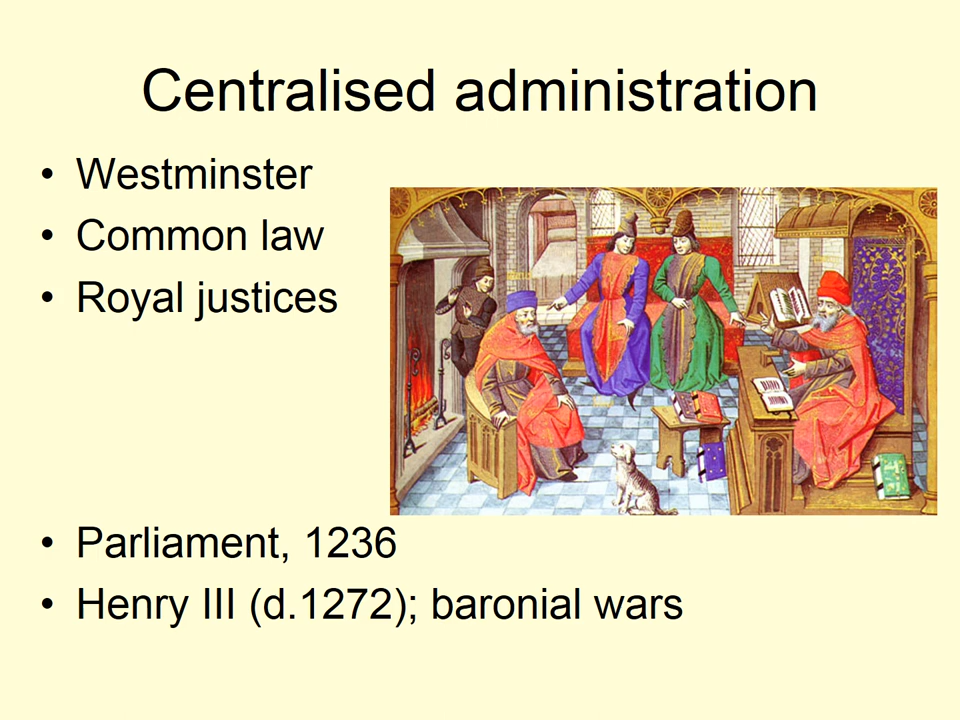 Centralised administration
• Westminster
• Common law
• Royal justices
• Parliament, 1236
• Henry III (d.1272); baronial wars